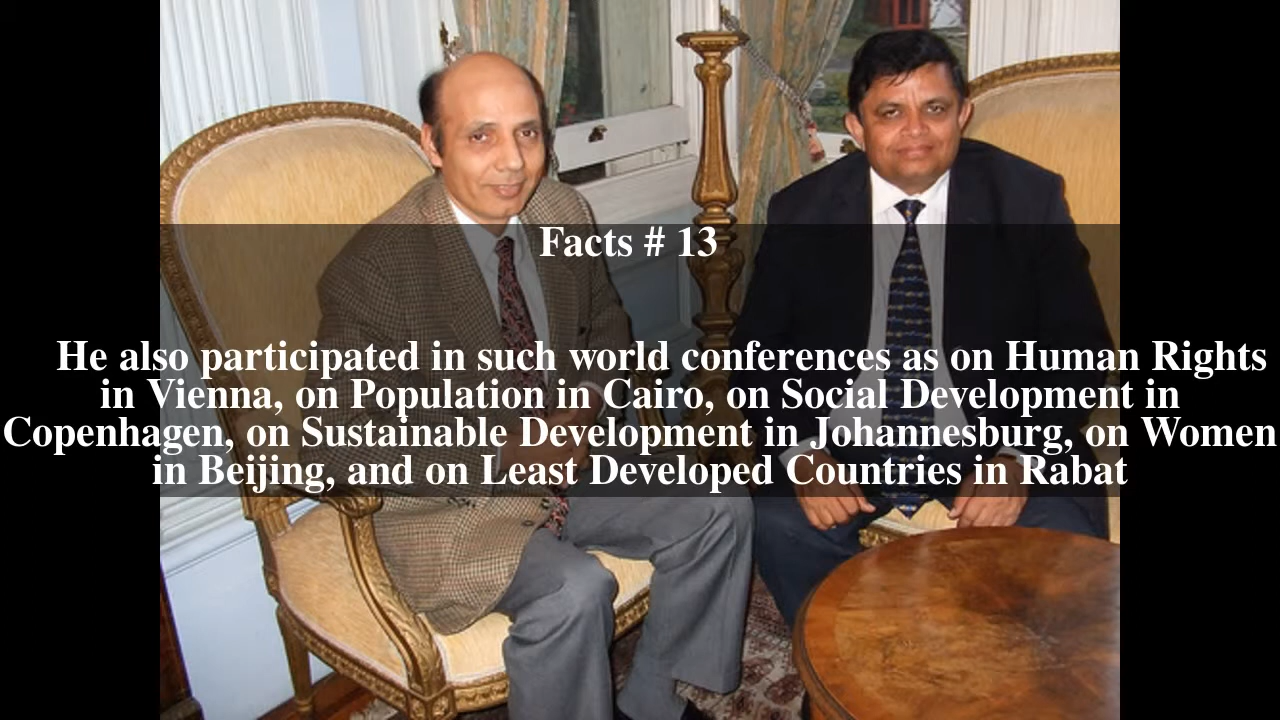 Facts # 13
He also participated in such world conferences as on Human Rights
in Vienna, on Population in Cairo, on Social Development in
Copenhagen, on Sustainable Development in Johannesburg, on Women
in Beijing, and on Least Developed Countries in Rabat